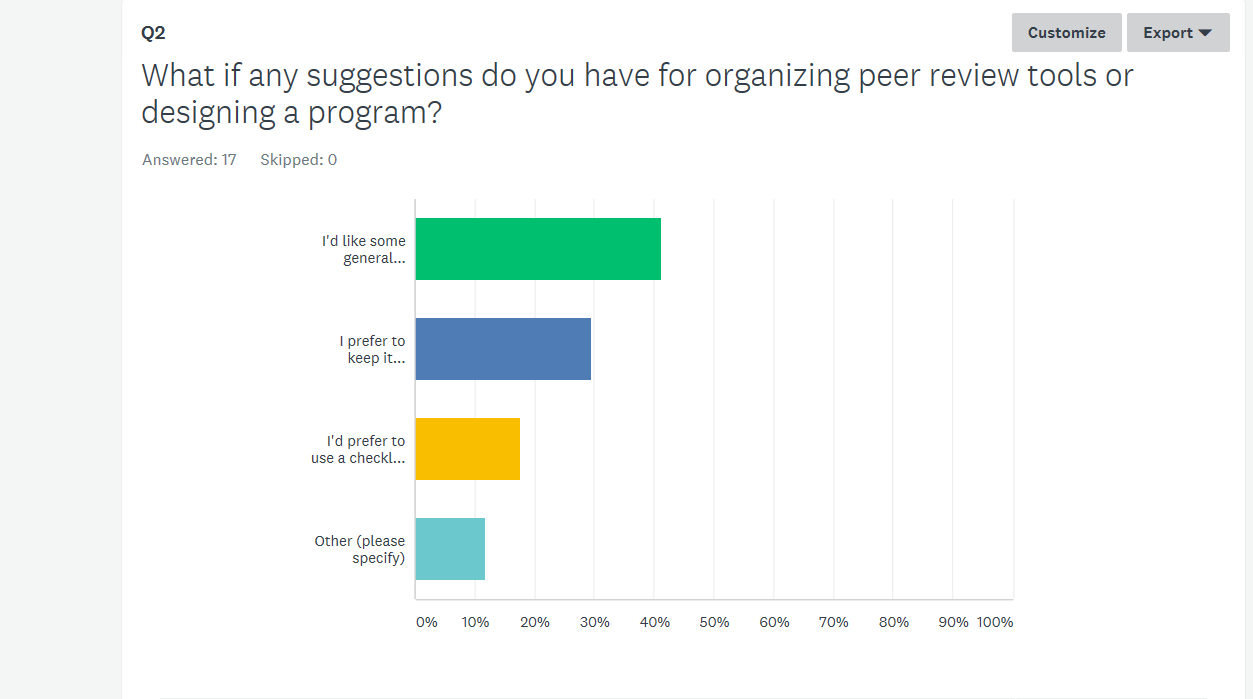 Q2
Customize
Export
What if any suggestions do you have for organizing peer review tools or
designing a program?
Answered: 17 Skipped: 0
I'd like some
general...
I prefer to
keep it...
I'd prefer to
use a checkl...
Other (please
specify)
0% 10% 20% 30% 40% 50% 60% 70% 80% 90% 100%